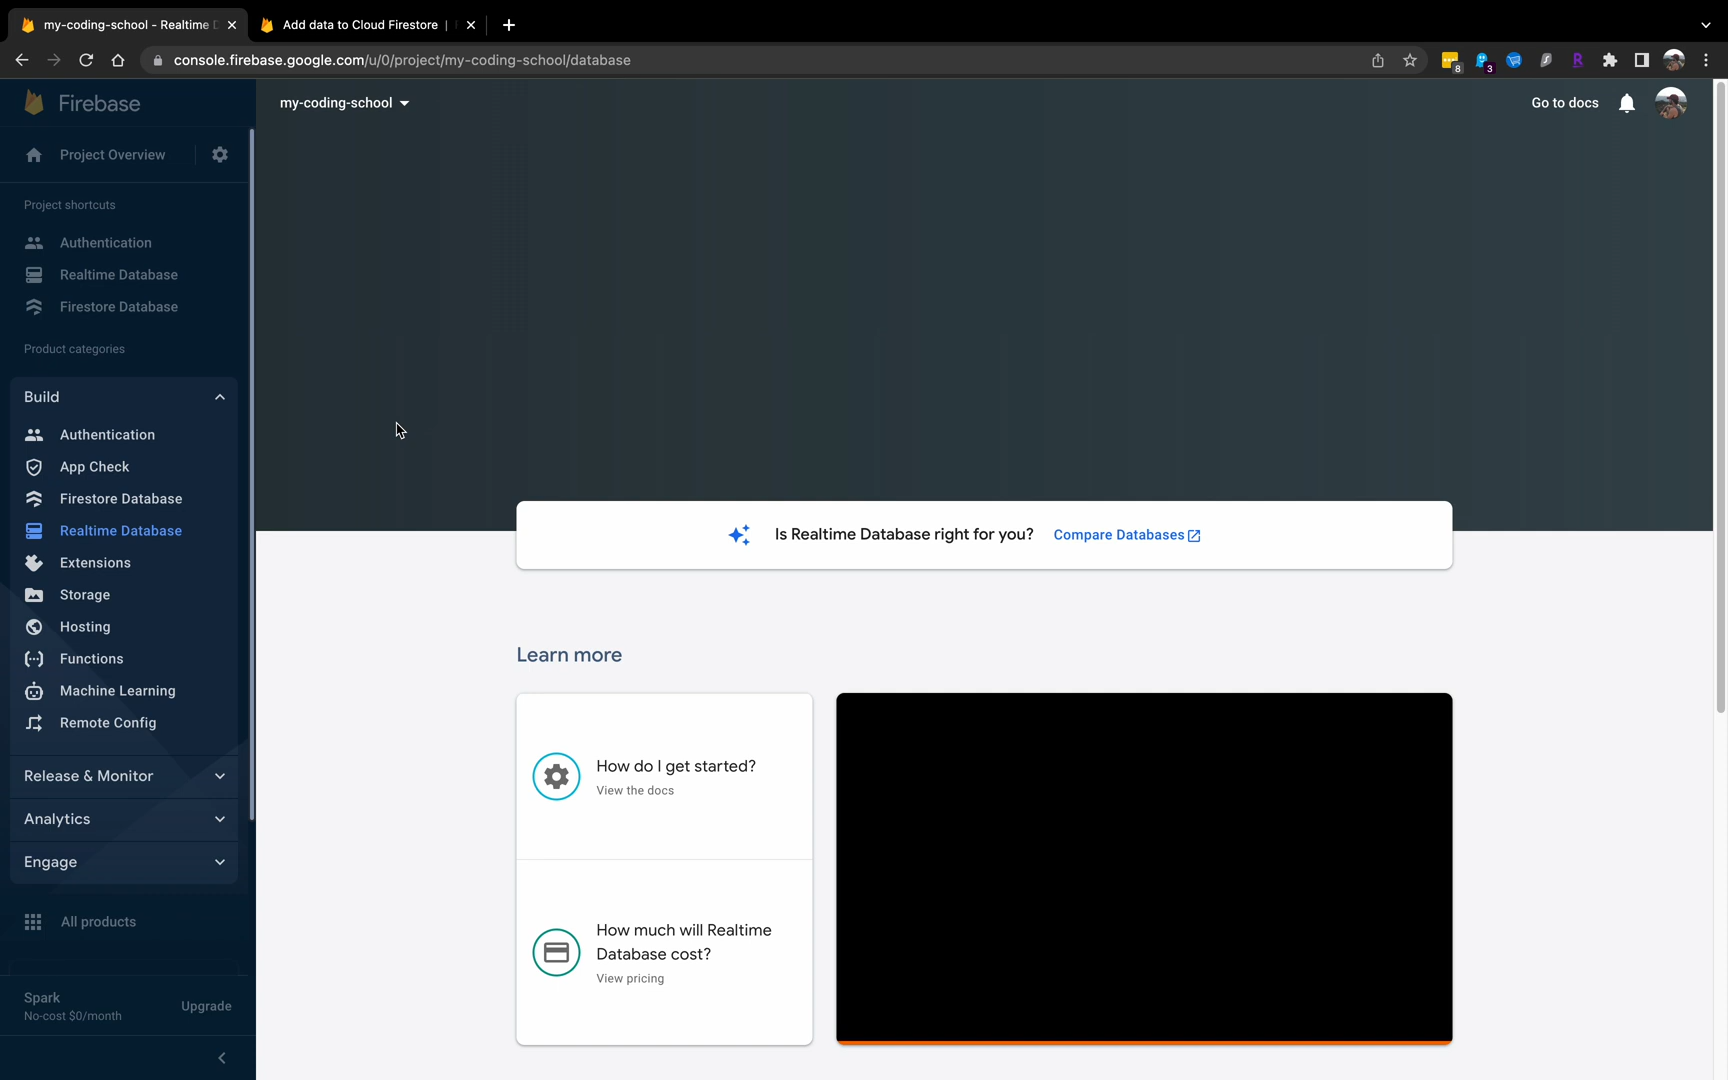 my-coding-school - Realtime D
Add data to Cloud Firestore |
console.firebase.google.com/u/0/project/my-coding-school/database
8
3
R
Firebase
my-coding-school
Go to docs
Project Overview
Project shortcuts
Authentication
Realtime Database
Firestore Database
Product categories
Build
Authentication
App Check
Firestore Database
Realtime Database
Extensions
Storage
Hosting
Functions
Machine Learning
Remote Config
Release & Monitor
Analytics
Engage
All products
Spark
No-cost $0/month
Upgrade
Is Realtime Database right for you? Compare Databases
Learn more
How do I get started?
View the docs
How much will Realtime
Database cost?
View pricing